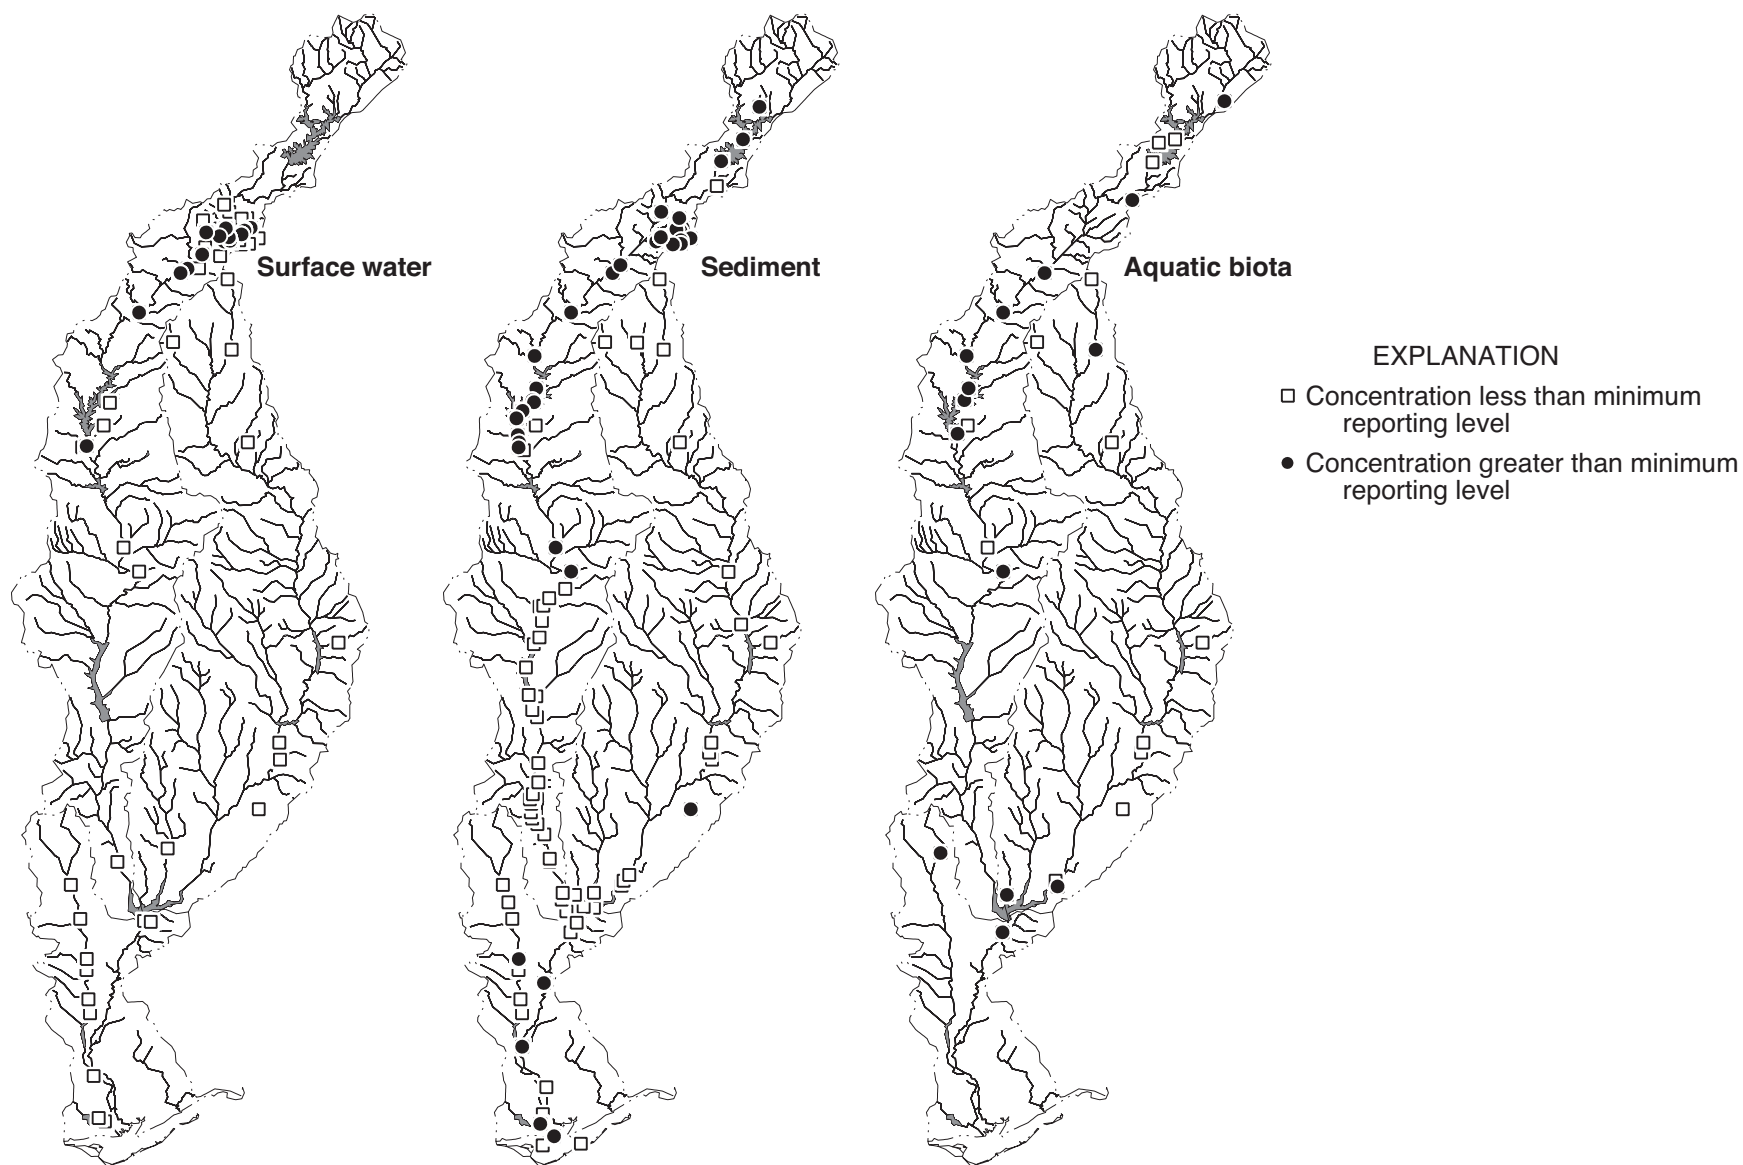 Surface water
Sediment
Aquatic biota
EXPLANATION
Concentration less than minimum
reporting level
Concentration greater than minimum
reporting level